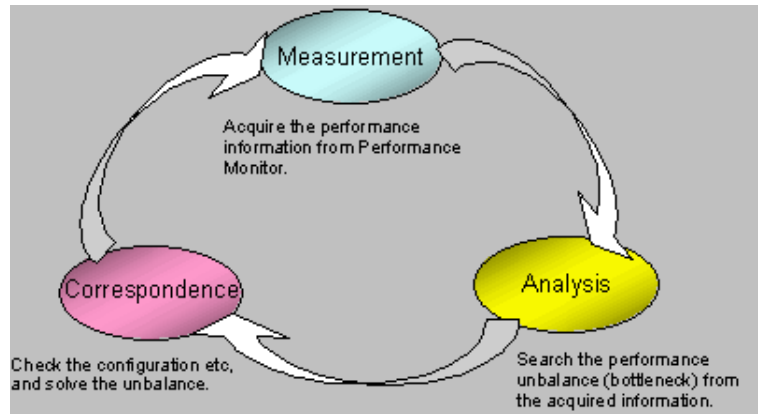 Measurement
Acquire the performance
information from Performance
Monitor.
Correspondence
Analysis
Check the configuration etc,
and solve the unbalance.
Search the performance
unbalance (bottleneck) from
the acquired information.